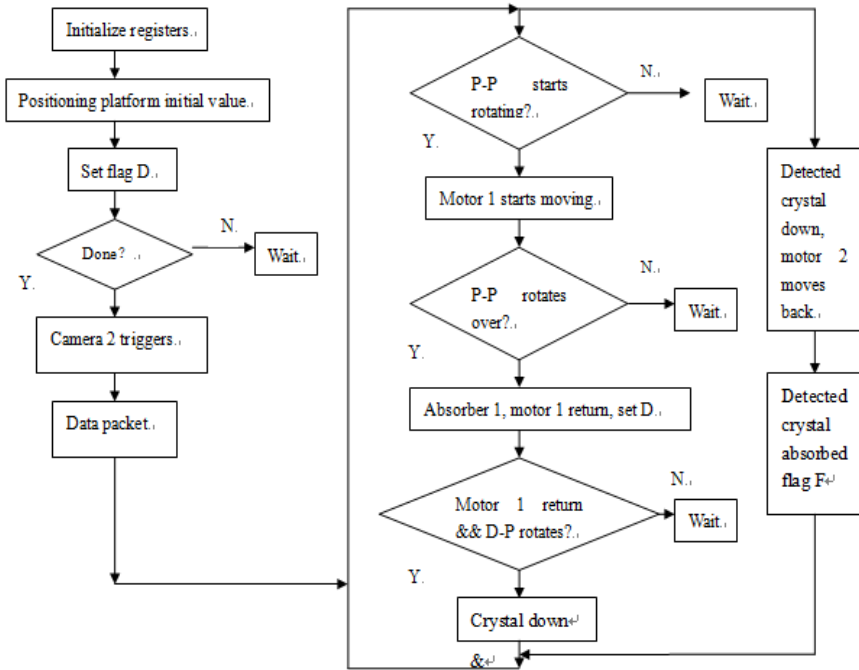 Initialize registers.
Positioning platform initial value.
Set flag D.
Done?
N.
Wait.
Y.
Camera 2 triggers.
Data packet.
P-P starts
rotating?
N.
Wait.
Y.
Motor 1 starts moving.
P-P rotates
over?
N.
Wait.
Y.
Absorber 1, motor 1 return, set D.
Motor 1 return
&& D-P rotates?
N.
Wait.
Y.
Crystal down↵
&↵
Detected
crystal
down,
motor 2
moves
back.
Detected
crystal
absorbed
flag F↵